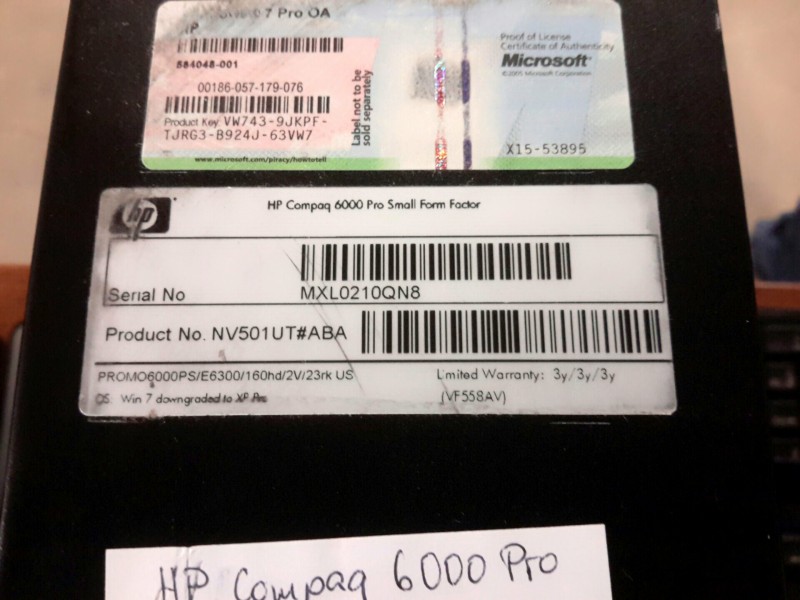 7 Pro OA
HP
584048-001
00186-057-179-076
Product Key: VW743-9JKPF-
TJRG3-B924J-63VW7
www.microsoft.com/piracy/howtotell
Label not to be
sold separately
Proof of License
Certificate of Authenticity
Microsoft®
©2005 Microsoft Corporation
X15-53895
hp
HP Compaq 6000 Pro Small Form Factor
Serial No
MXL0210QN8
Product No. NV501UT#ABA
PROMO6000PS/E6300/160hd/2V/23rk US
Limited Warranty: 3y/3y/3y
OS: Win 7 downgraded to XP Pro
(VF558AV)
HP Compaq 6000 Pro